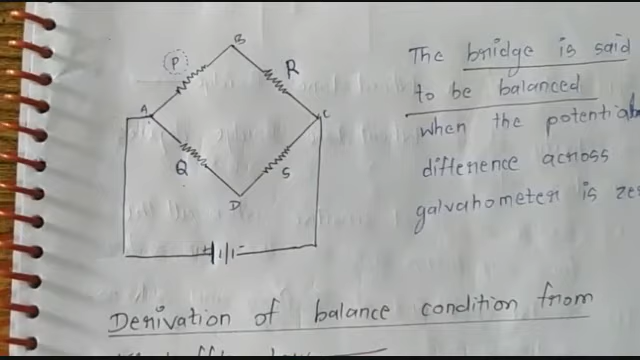 B
P
R
A
C
Q
S
D
The bridge is said
to be balanced
when the potential
difference across
galvanometer is
Derivation of balance condition from